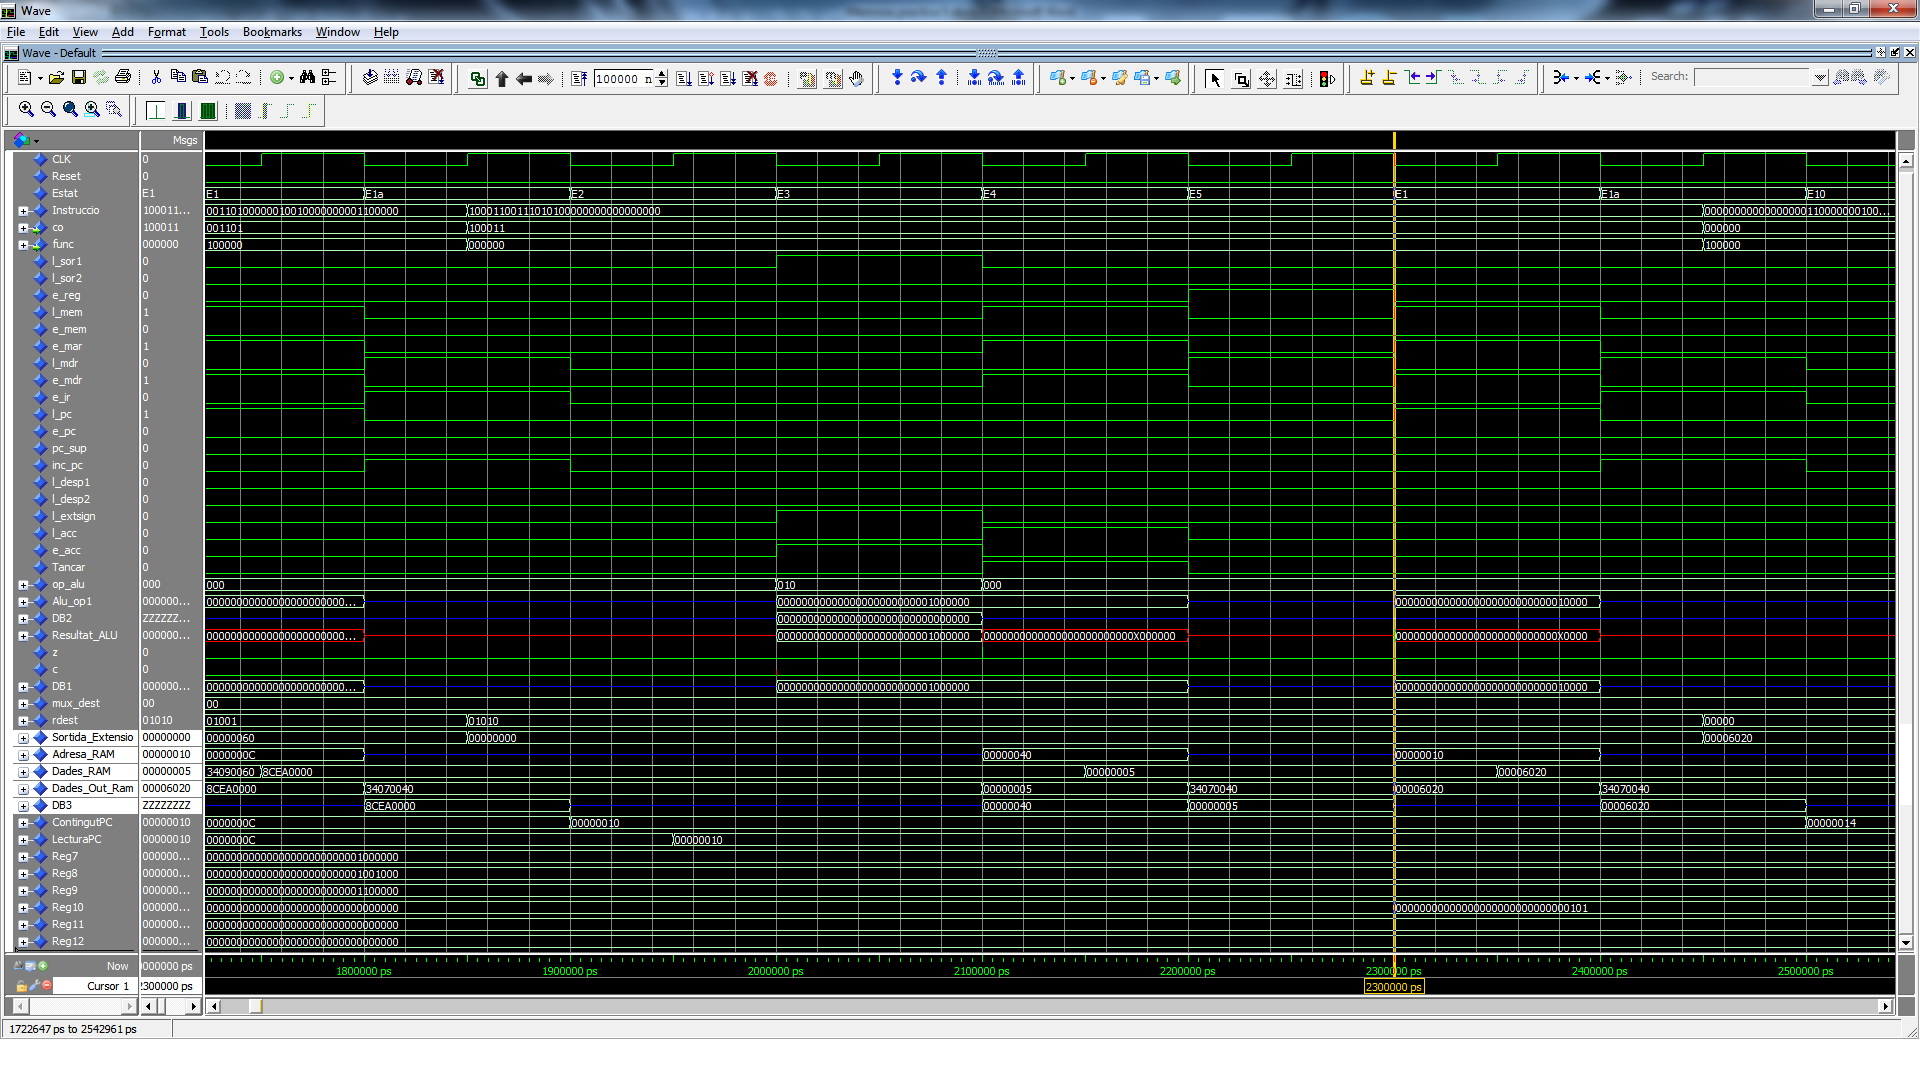 Wave
File Edit View Add Format Tools Bookmarks Window Help
Wave - Default
100000 n
Search:
Msgs
CLK 0
Reset 0
Estat E1 E1 E1a E2 E3 E4 E5 E1 E1a E10
Instruccio 100011... 00110100000010010000000001100000 10001100111010100000000000000000
co 100011 001101 100011 000000
func 000000 100000 000000 100000
l_sor1 0
l_sor2 0
e_reg 0
l_mem 1
e_mem 0
e_mar 1
l_mdr 0
e_mdr 1
e_ir 0
l_pc 1
e_pc 0
pc_sup 0
inc_pc 0
l_desp1 0
l_desp2 0
l_extsign 0
l_acc 0
e_acc 0
Tancar 0
op_alu 000 000 010 000
Alu_op1 000000... 00000000000000000000000001000000 00000000000000000000000000010000
DB2 ZZZZZZ... 00000000000000000000000000000000
Resultat_ALU 000000... 00000000000000000000000001000000 0000000000000000000000000X000000 000000000000000000000000000X0000
z 0
c 0
DB1 000000... 00000000000000000000000001000000 00000000000000000000000000010000
mux_dest 00 00
rdest 01010 01001 01010 00000
Sortida_Extensio 00000000 00000060 00000000 00006020
Adresa_RAM 00000010 0000000C 00000040 00000010
Dades_RAM 00000005 34090060 8CEA0000 00000005 00006020
Dades_Out_Ram 00006020 8CEA0000 34070040 00000005 34070040 00006020 34070040
DB3 ZZZZZZZZ 8CEA0000 00000040 00000005 00006020
ContingutPC 00000010 0000000C 00000010 00000014
LecturaPC 00000010 0000000C 00000010
Reg7 000000... 00000000000000000000000001000000
Reg8 000000... 00000000000000000000000001001000
Reg9 000000... 00000000000000000000000001100000
Reg10 000000... 00000000000000000000000000000000 00000000000000000000000000000101
Reg11 000000... 00000000000000000000000000000000
Reg12 000000... 00000000000000000000000000000000
Now 0000000 ps 1800000 ps 1900000 ps 2000000 ps 2100000 ps 2200000 ps 2300000 ps 2400000 ps 2500000 ps
Cursor 1 2300000 ps 2300000 ps
1722647 ps to 2542961 ps